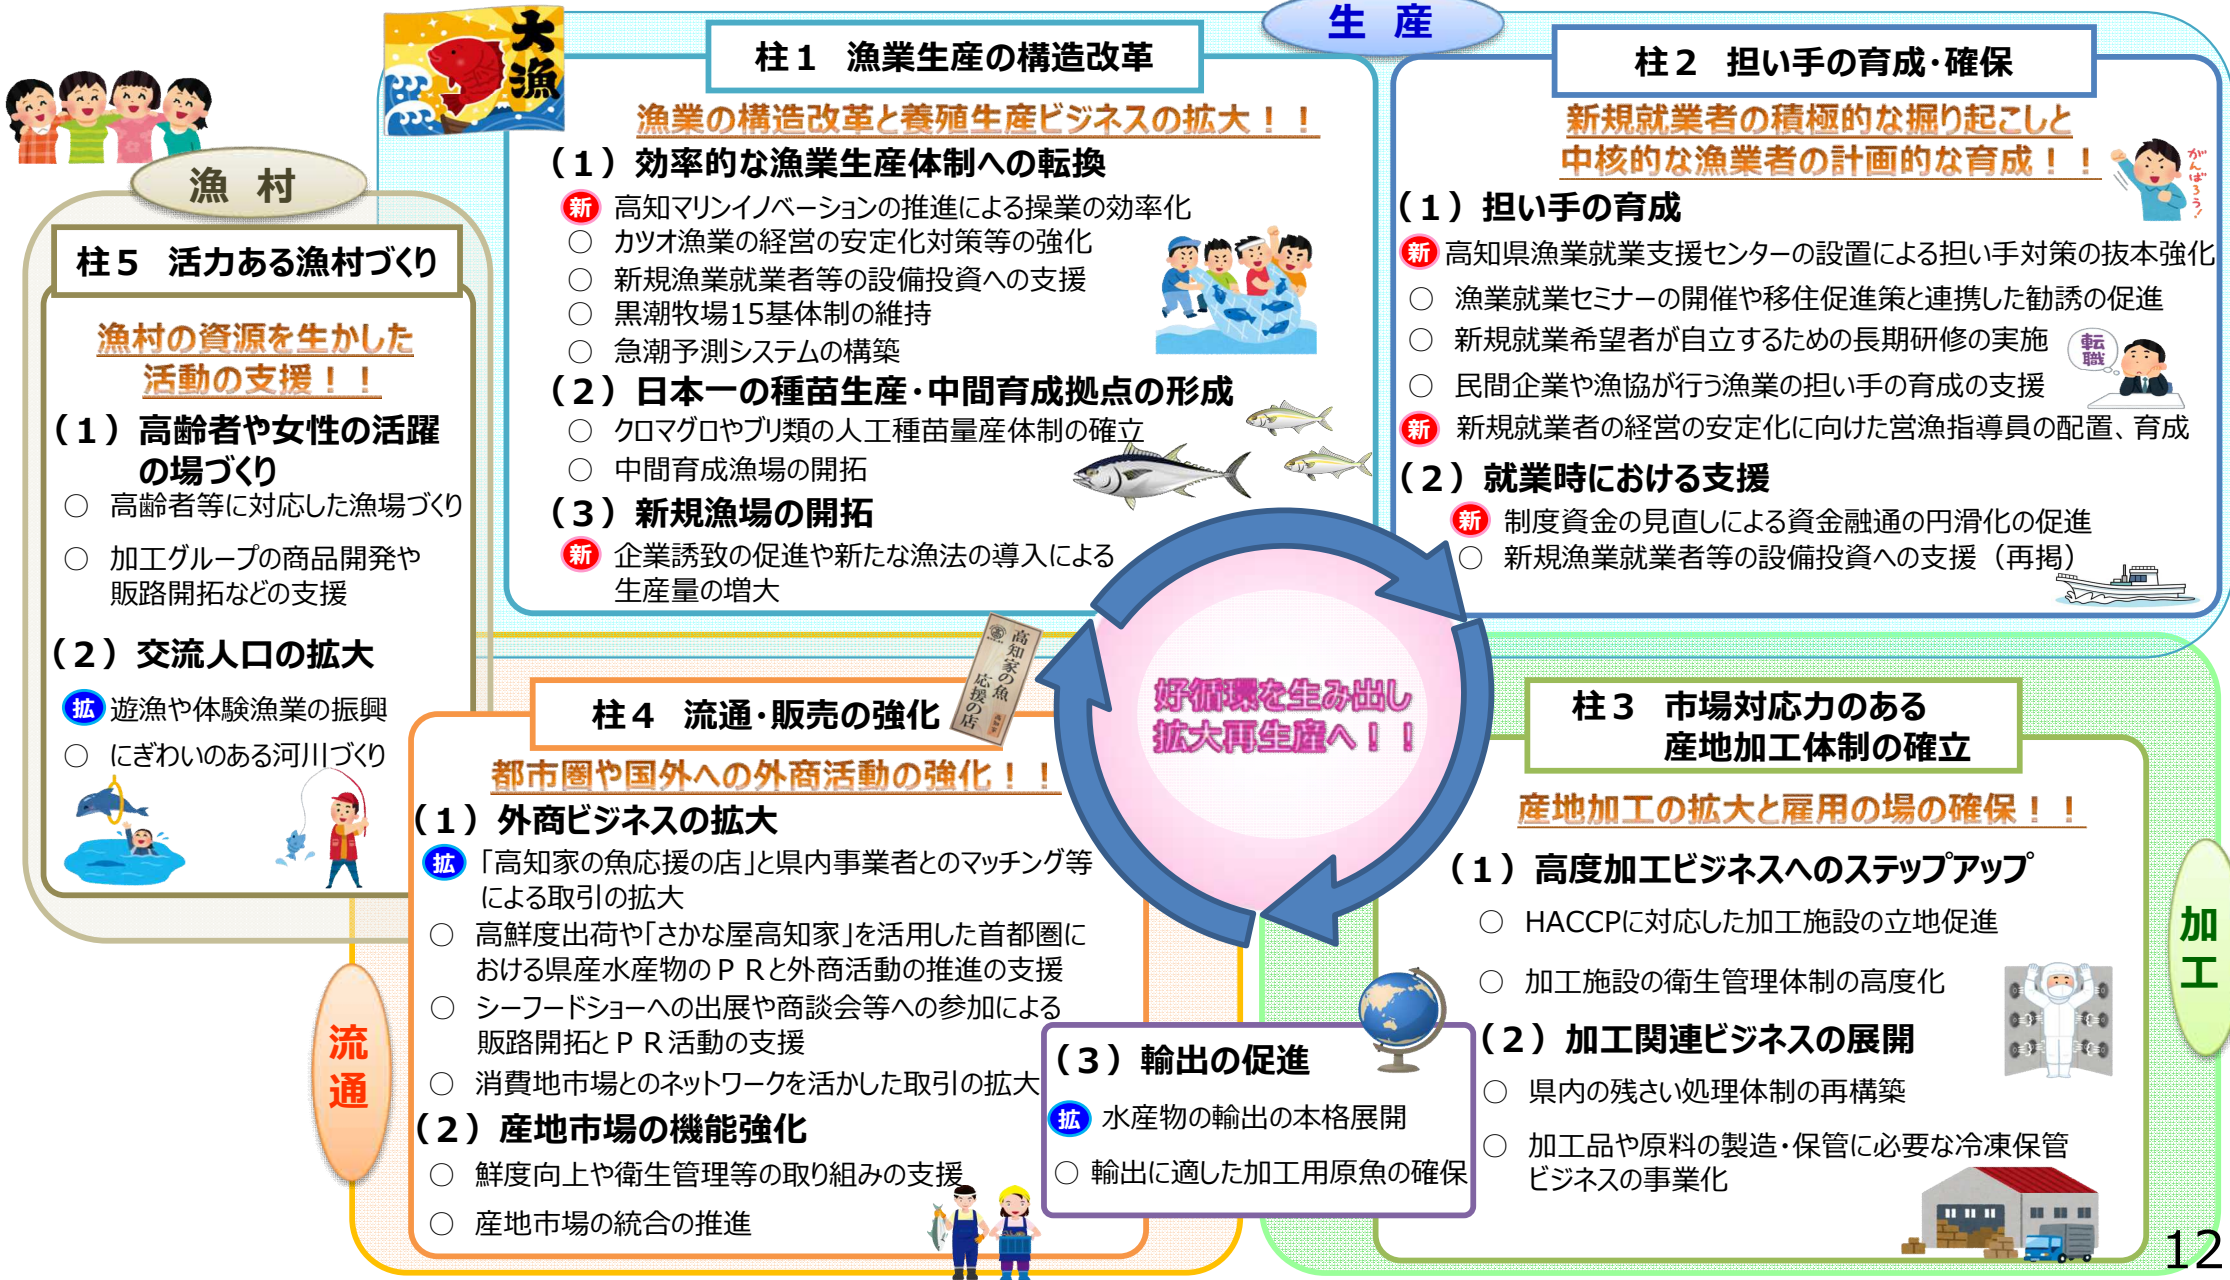 生 産
大漁
柱１ 漁業生産の構造改革
漁業の構造改革と養殖生産ビジネスの拡大！！
（１）効率的な漁業生産体制への転換
新 高知マリンイノベーションの推進による操業の効率化
○ カツオ漁業の経営の安定化対策等の強化
○ 新規漁業就業者等の設備投資への支援
○ 黒潮牧場15基体制の維持
○ 急潮予測システムの構築
（２）日本一の種苗生産・中間育成拠点の形成
○ クロマグロやブリ類の人工種苗量産体制の確立
○ 中間育成漁場の開拓
（３）新規漁場の開拓
新 企業誘致の促進や新たな漁法の導入による
生産量の増大
柱２ 担い手の育成・確保
新規就業者の積極的な掘り起こしと
中核的な漁業者の計画的な育成！！
がんばろう！
（１）担い手の育成
新 高知県漁業就業支援センターの設置による担い手対策の抜本強化
○ 漁業就業セミナーの開催や移住促進策と連携した勧誘の促進
○ 新規就業希望者が自立するための長期研修の実施
転職
○ 民間企業や漁協が行う漁業の担い手の育成の支援
新 新規就業者の経営の安定化に向けた営漁指導員の配置、育成
（２）就業時における支援
新 制度資金の見直しによる資金融通の円滑化の促進
○ 新規漁業就業者等の設備投資への支援（再掲）
漁 村
柱５ 活力ある漁村づくり
漁村の資源を生かした
活動の支援！！
（１）高齢者や女性の活躍
の場づくり
○ 高齢者等に対応した漁場づくり
○ 加工グループの商品開発や
販路開拓などの支援
（２）交流人口の拡大
拡 遊漁や体験漁業の振興
○ にぎわいのある河川づくり
好循環を生み出し
拡大再生産へ！！
流通
柱４ 流通・販売の強化
高知家の魚
応援の店
都市圏や国外への外商活動の強化！！
（１）外商ビジネスの拡大
拡 「高知家の魚応援の店」と県内事業者とのマッチング等
による取引の拡大
○ 高鮮度出荷や「さかな屋高知家」を活用した首都圏に
おける県産水産物のＰＲと外商活動の推進の支援
○ シーフードショーへの出展や商談会等への参加による
販路開拓とＰＲ活動の支援
○ 消費地市場とのネットワークを活かした取引の拡大
（２）産地市場の機能強化
○ 鮮度向上や衛生管理等の取り組みの支援
○ 産地市場の統合の推進
（３）輸出の促進
拡 水産物の輸出の本格展開
○ 輸出に適した加工用原魚の確保
加工
柱３ 市場対応力のある
産地加工体制の確立
産地加工の拡大と雇用の場の確保！！
（１）高度加工ビジネスへのステップアップ
○ HACCPに対応した加工施設の立地促進
○ 加工施設の衛生管理体制の高度化
（２）加工関連ビジネスの展開
○ 県内の残さい処理体制の再構築
○ 加工品や原料の製造・保管に必要な冷凍保管
ビジネスの事業化
12